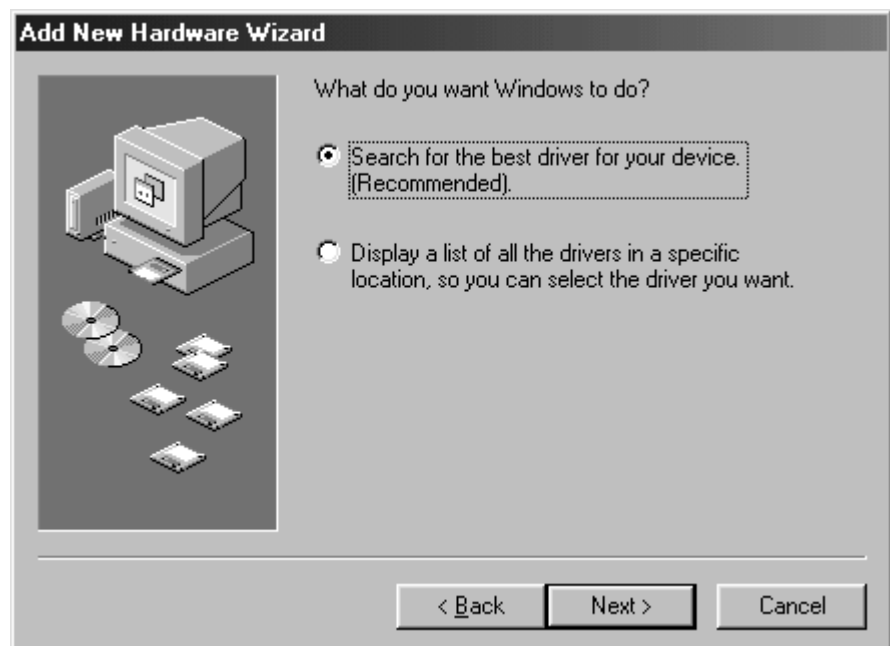 Add New Hardware Wizard
What do you want Windows to do?
Search for the best driver for your device.
(Recommended).
Display a list of all the drivers in a specific
location, so you can select the driver you want.
< Back
Next >
Cancel